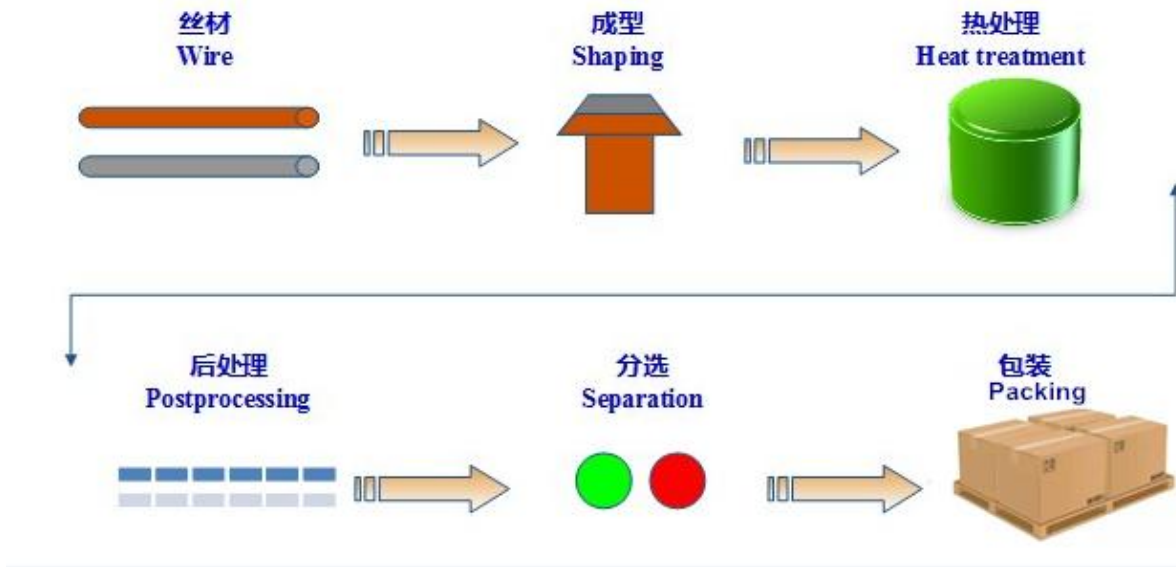 丝材
Wire
成型
Shaping
热处理
Heat treatment
后处理
Postprocessing
分选
Separation
包装
Packing